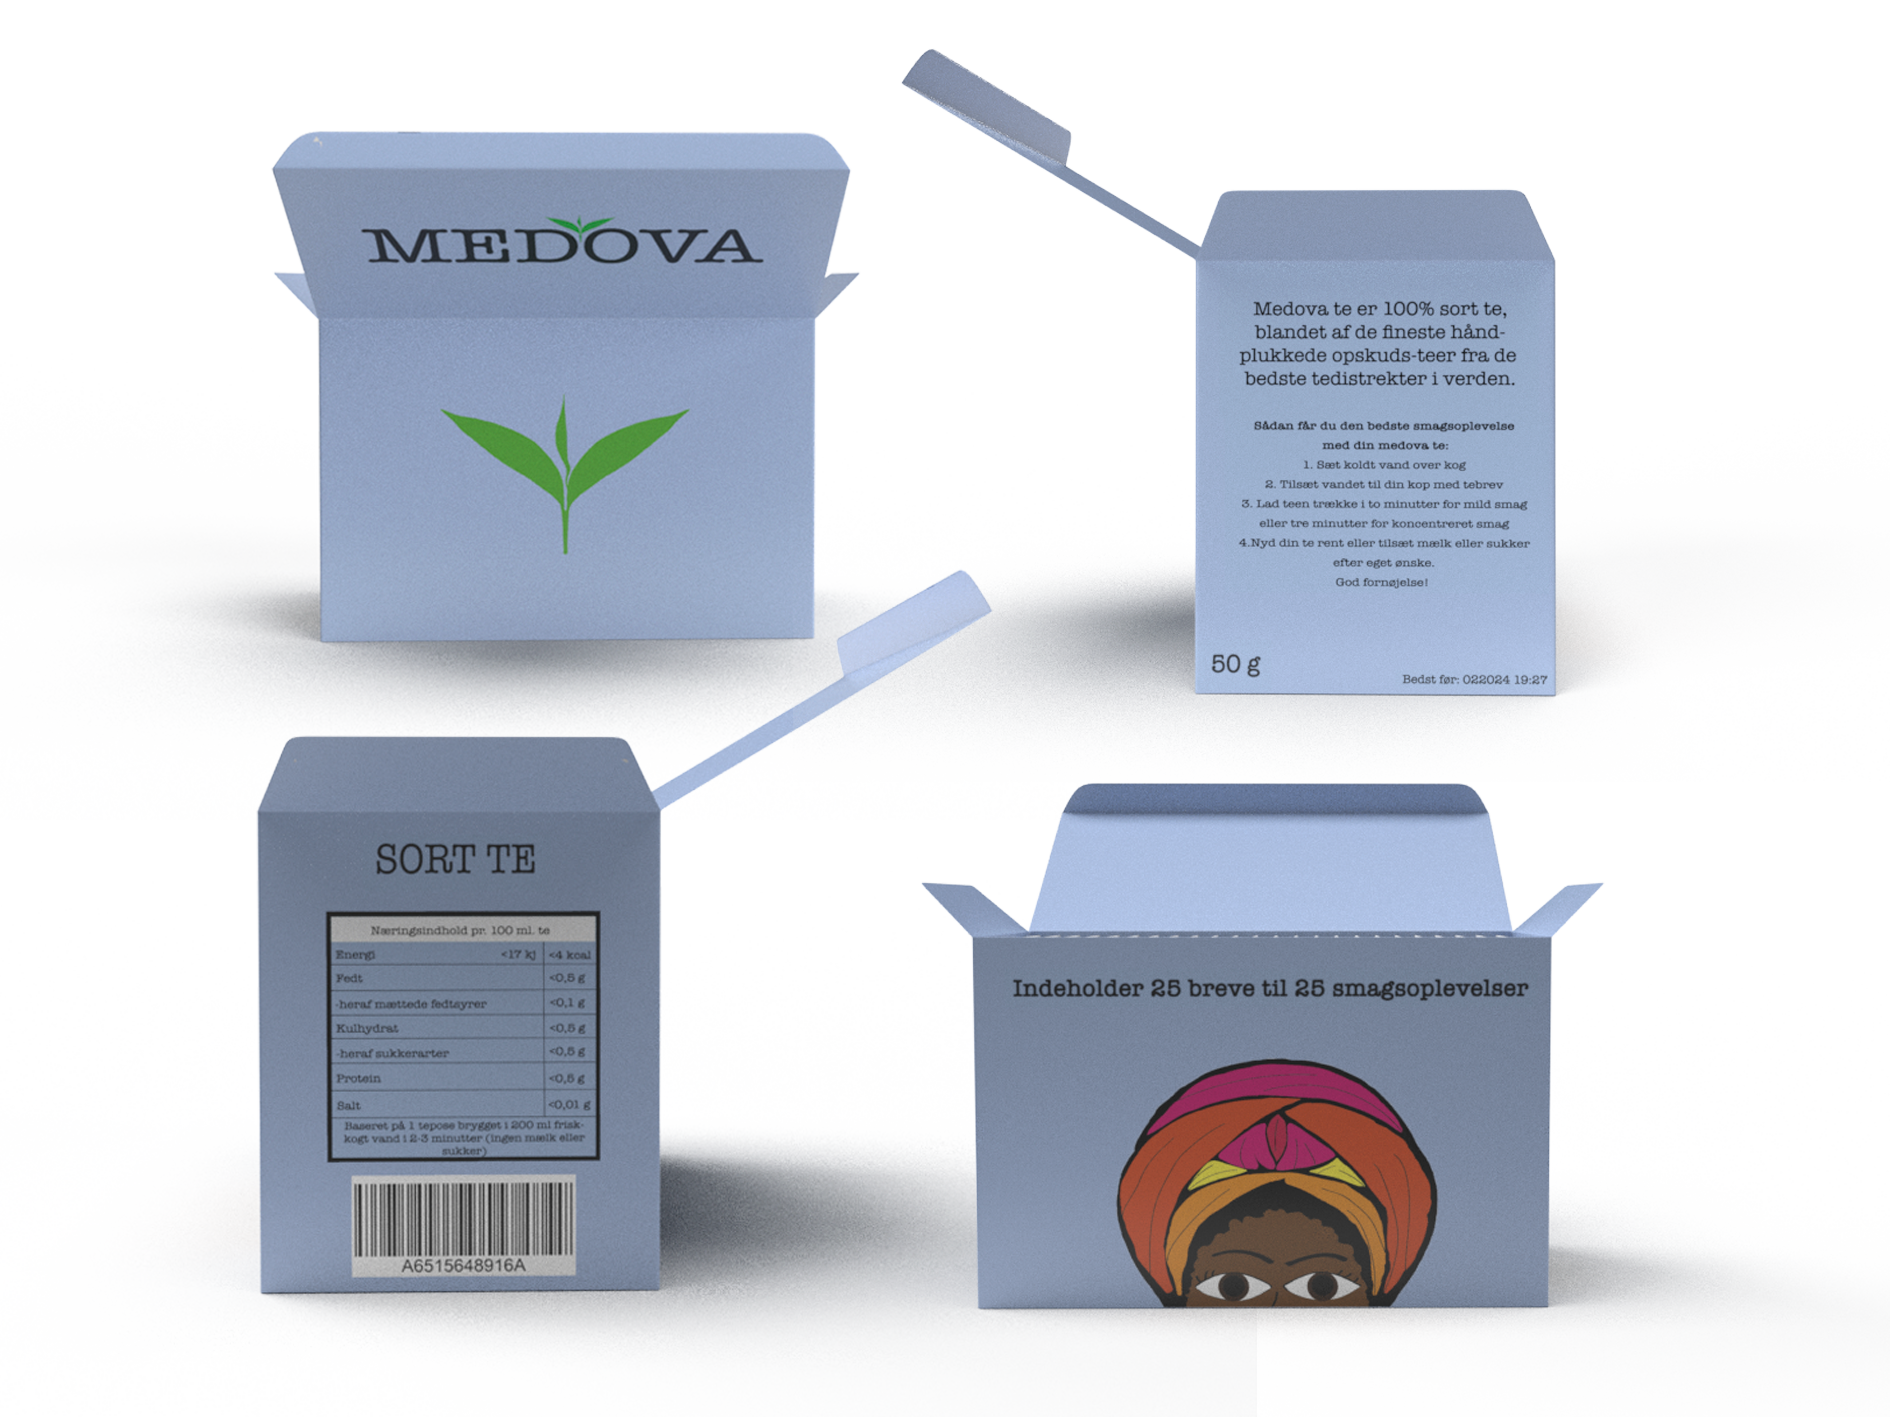 MEDOVA
Medova te er 100% sort te,
blandet af de fineste hånd-
plukkede opskuds-teer fra de
bedste tedistrekter i verden.
Sådan får du den bedste smagsoplevelse
med din medova te:
1. Sæt koldt vand over kog
2. Tilsæt vandet til din kop med tebrev
3. Lad teen trække i to minutter for mild smag
eller tre minutter for koncentreret smag
4.Nyd din te rent eller tilsæt mælk eller sukker
efter eget ønske.
God fornøjelse!
50 g
Bedst før: 022024 19:27
SORT TE
Næringsindhold pr. 100 ml. te
Energi <17 kj <4 kcal
Fedt <0,5 g
-heraf mættede fedtsyrer <0,1 g
Kulhydrat <0,5 g
-heraf sukkerarter <0,5 g
Protein <0,5 g
Salt <0,01 g
Baseret på 1 tepose brygget i 200 ml frisk-
kogt vand i 2-3 minutter (ingen mælk eller
sukker)
A6515648916A
Indeholder 25 breve til 25 smagsoplevelser